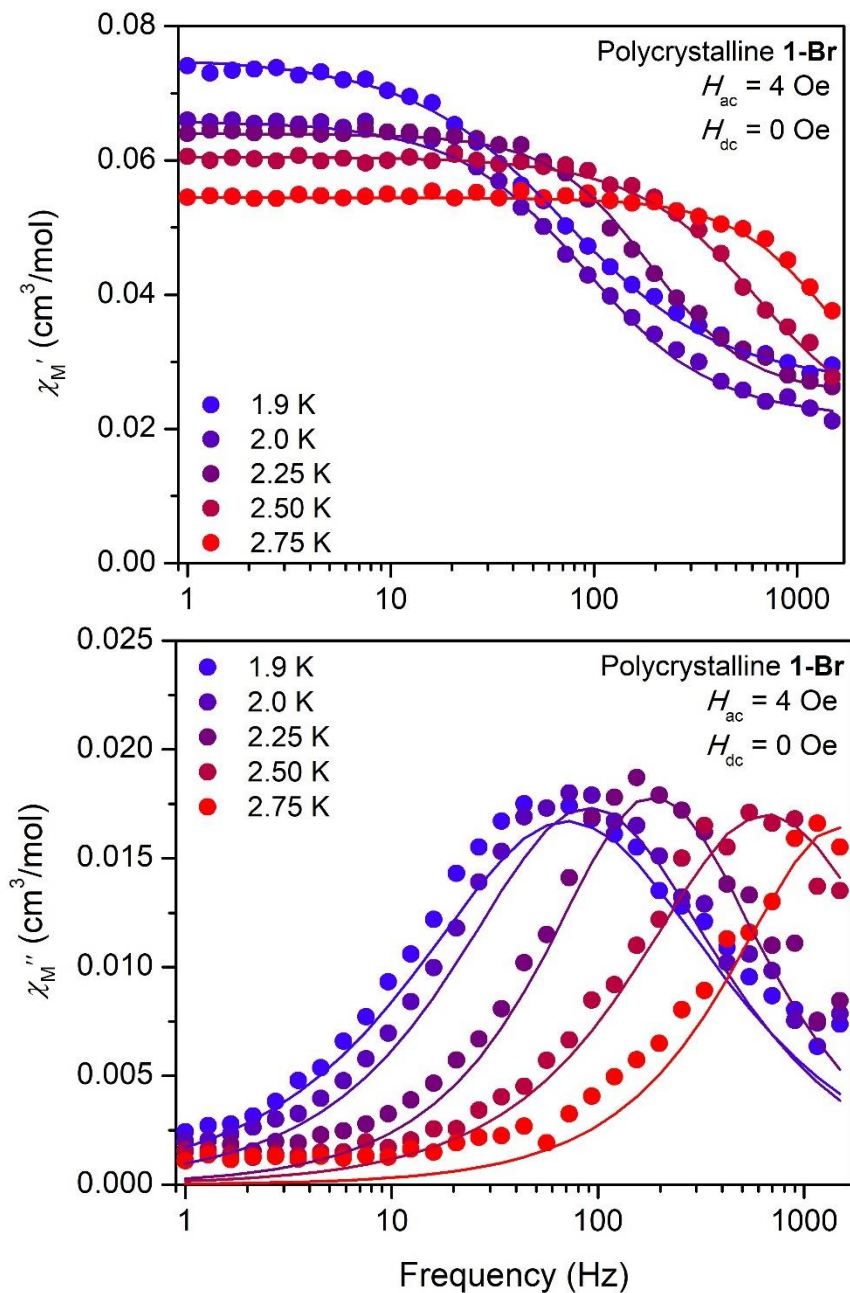 0.08
0.06
0.04
0.02
0.00
χM′ (cm³/mol)
Polycrystalline 1-Br
Hac = 4 Oe
Hdc = 0 Oe
1.9 K
2.0 K
2.25 K
2.50 K
2.75 K
1 10 100 1000
0.025
0.020
0.015
0.010
0.005
0.000
χM″ (cm³/mol)
1.9 K
2.0 K
2.25 K
2.50 K
2.75 K
Polycrystalline 1-Br
Hac = 4 Oe
Hdc = 0 Oe
1 10 100 1000
Frequency (Hz)